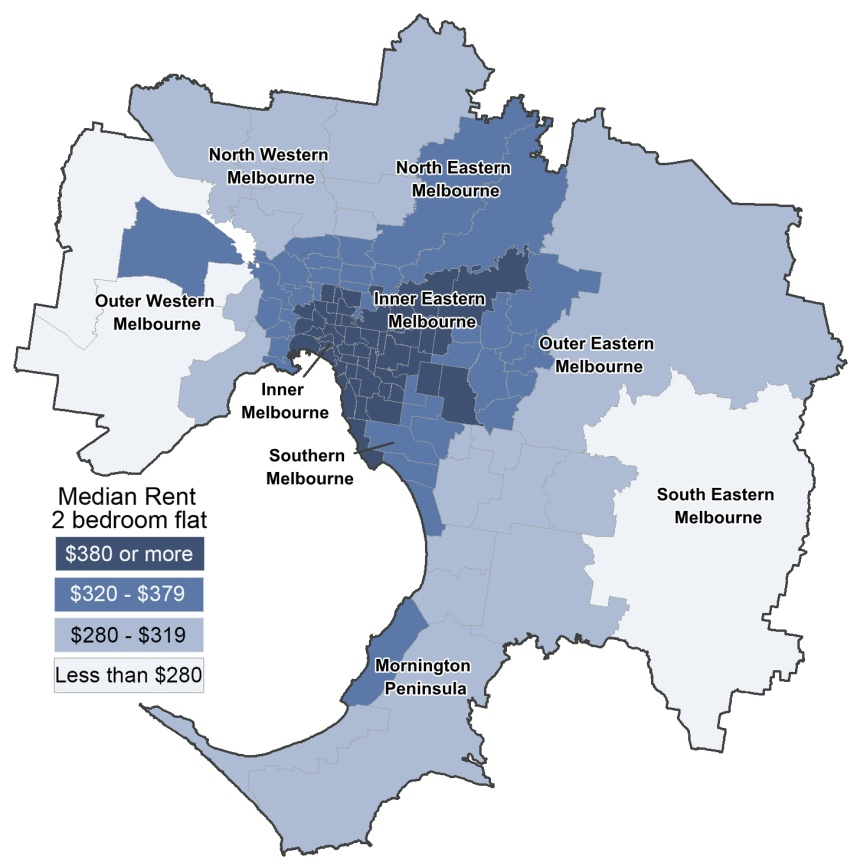 North Western
Melbourne
North Eastern
Melbourne
Outer Western
Melbourne
Inner Eastern
Melbourne
Outer Eastern
Melbourne
Inner
Melbourne
Southern
Melbourne
South Eastern
Melbourne
Median Rent
2 bedroom flat
$380 or more
$320 - $379
$280 - $319
Less than $280
Mornington
Peninsula